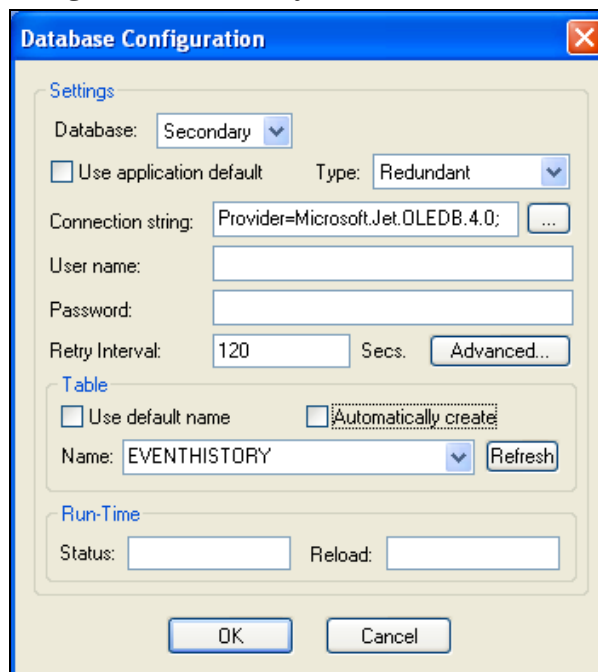 Database Configuration
Settings
Database: Secondary
Use application default Type: Redundant
Connection string: Provider=Microsoft.Jet.OLEDB.4.0; ...
User name:
Password:
Retry Interval: 120 Secs. Advanced...
Table
Use default name Automatically create
Name: EVENTHISTORY Refresh
Run-Time
Status: Reload:
OK Cancel